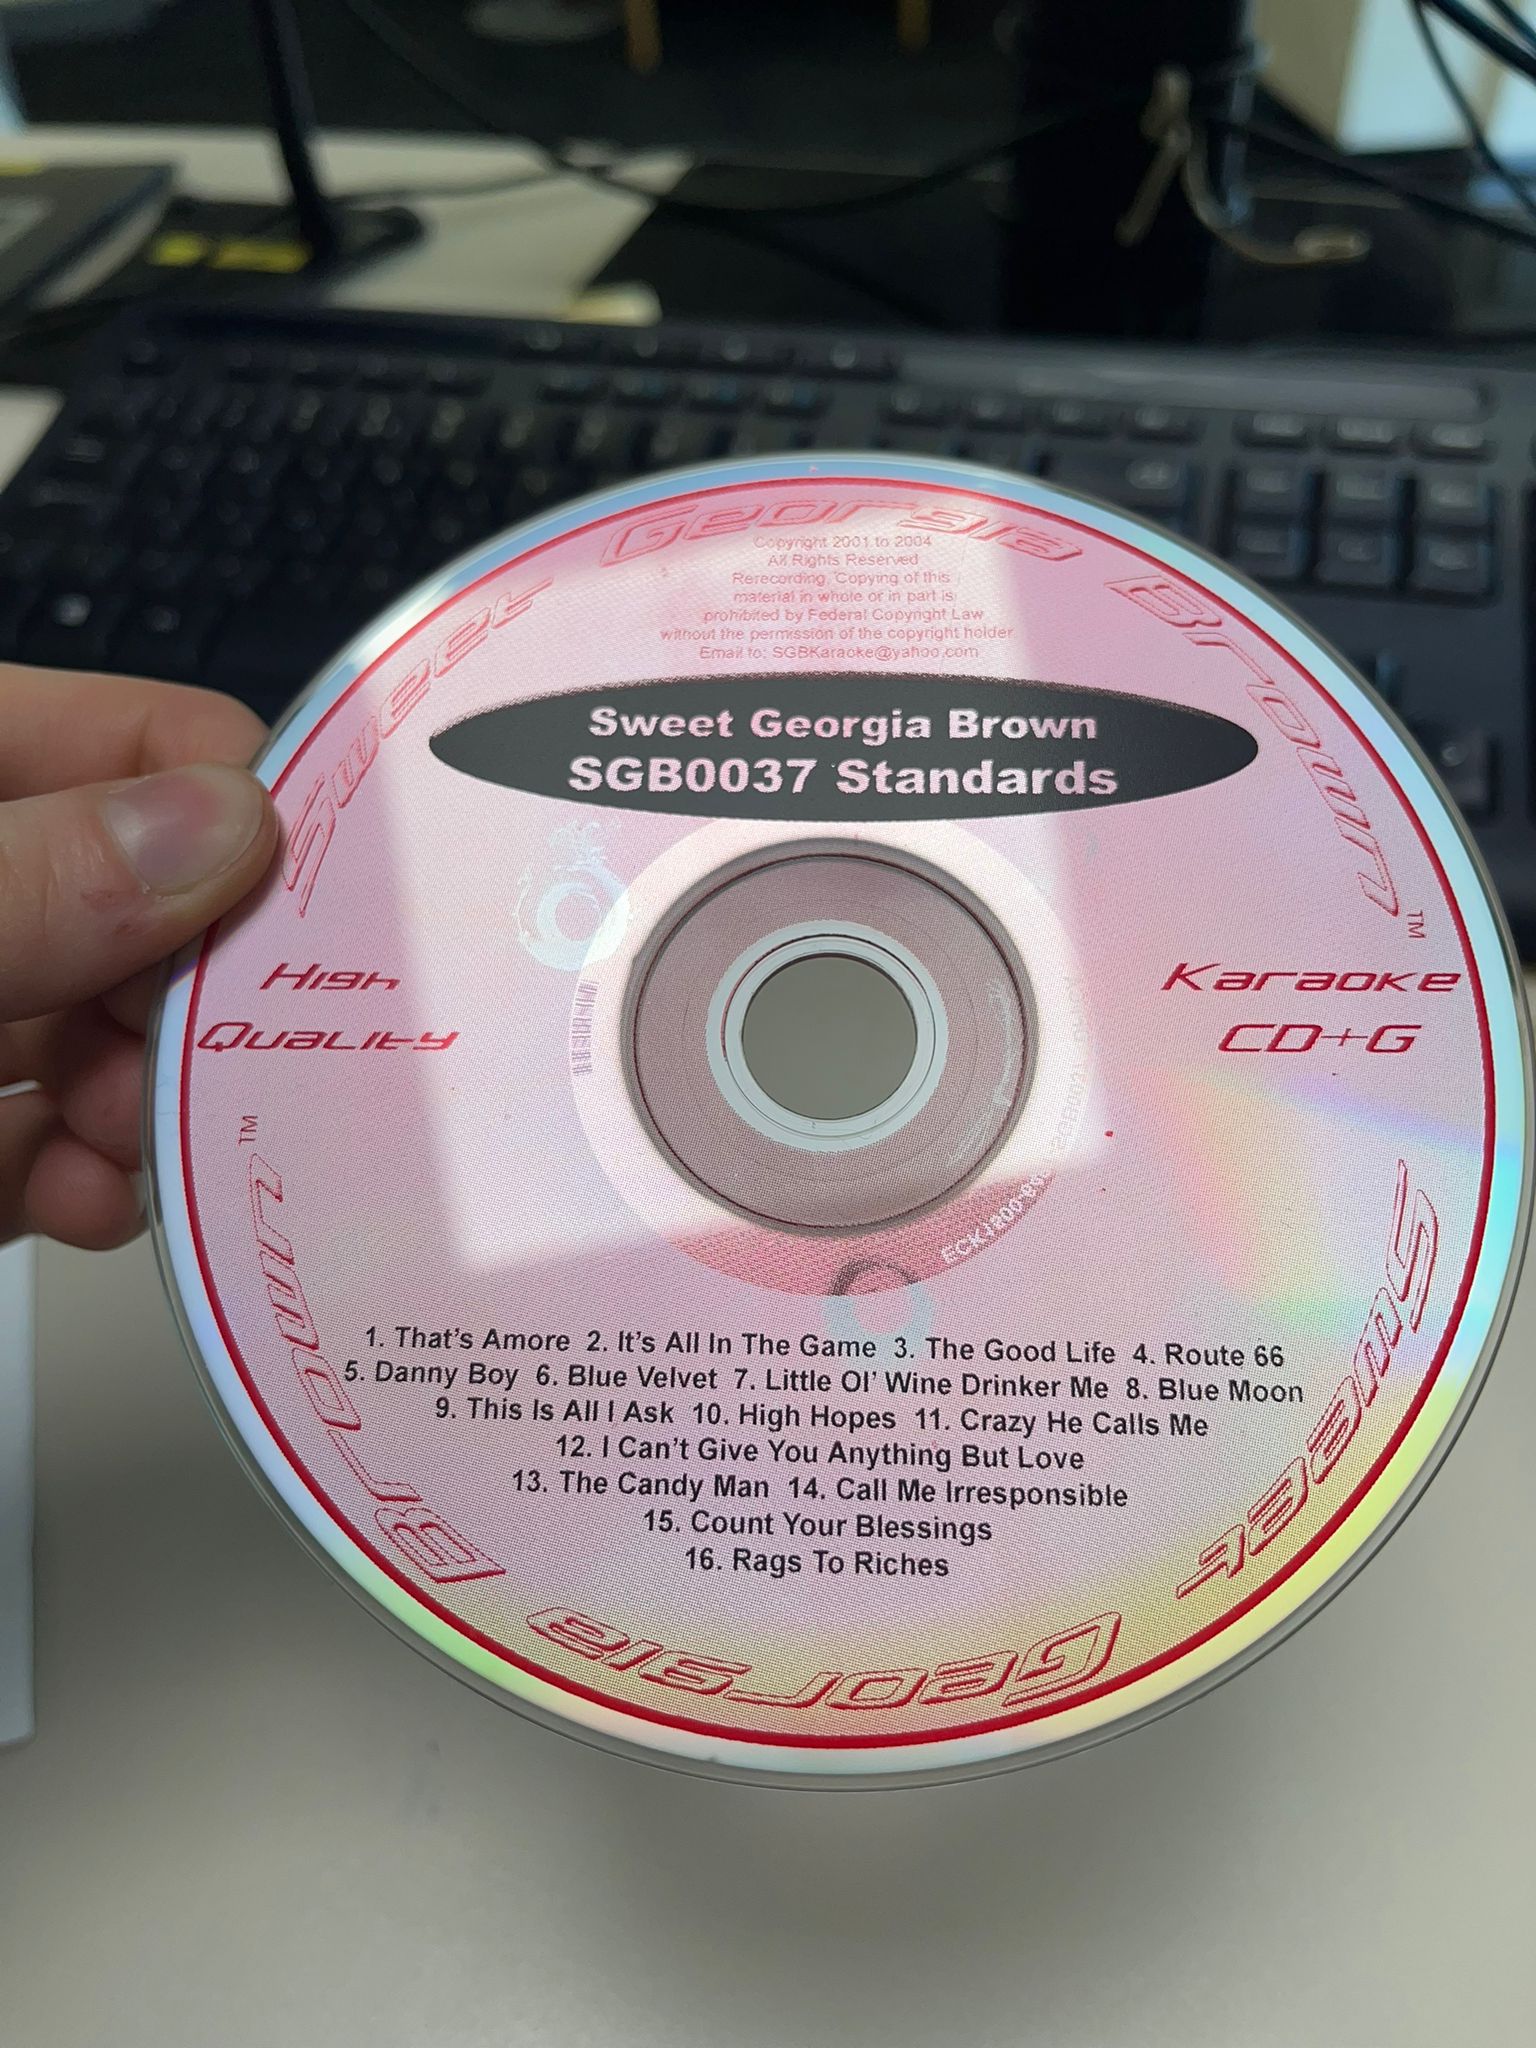 Sweet Georgia Brown ™
Copyright 2001 to 2004
All Rights Reserved
Rerecording, Copying of this
material in whole or in part is
prohibited by Federal Copyright Law
without the permission of the copyright holder
Email to: SGBKaraoke@yahoo.com
Sweet Georgia Brown
SGB0037 Standards
High
Quality
Karaoke
CD+G
1. That's Amore 2. It's All In The Game 3. The Good Life 4. Route 66
5. Danny Boy 6. Blue Velvet 7. Little Ol' Wine Drinker Me 8. Blue Moon
9. This Is All I Ask 10. High Hopes 11. Crazy He Calls Me
12. I Can't Give You Anything But Love
13. The Candy Man 14. Call Me Irresponsible
15. Count Your Blessings
16. Rags To Riches
Sweet Georgia Brown ™